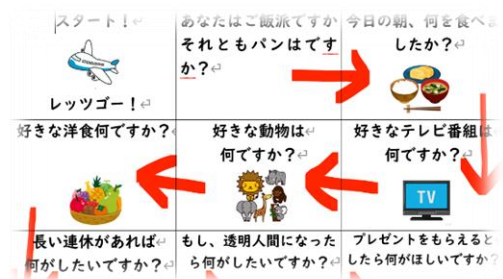 スタート！
レッツゴー！
あなたはご飯派ですか
それともパンはです
か？
今日の朝、何を食べま
したか？
好きな洋食何ですか？
好きな動物は
何ですか？
好きなテレビ番組は
何ですか？
TV
長い連休があれば
何がしたいですか？
もし、透明人間になった
ら何がしたいですか？
プレゼントをもらえると
したら何がほしいですか？